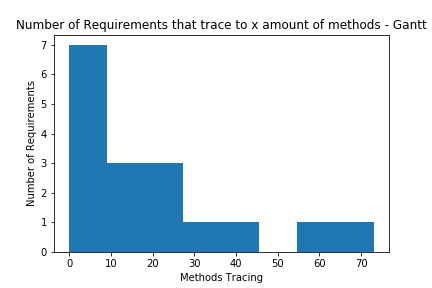 Number of Requirements that trace to x amount of methods - Gantt
7
6
5
4
3
2
1
0
Number of Requirements
0 10 20 30 40 50 60 70
Methods Tracing